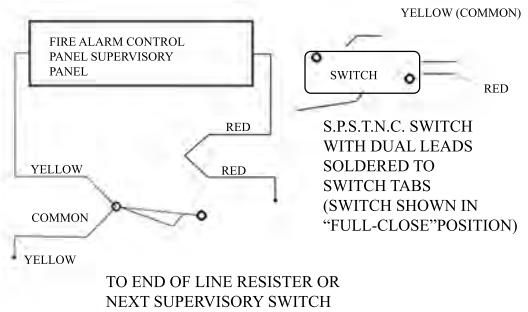 YELLOW (COMMON)
FIRE ALARM CONTROL
PANEL SUPERVISORY
PANEL
SWITCH
RED
RED
S.P.S.T.N.C. SWITCH
WITH DUAL LEADS
SOLDERED TO
SWITCH TABS
(SWITCH SHOWN IN
“FULL-CLOSE”POSITION)
YELLOW
RED
COMMON
YELLOW
TO END OF LINE RESISTER OR
NEXT SUPERVISORY SWITCH